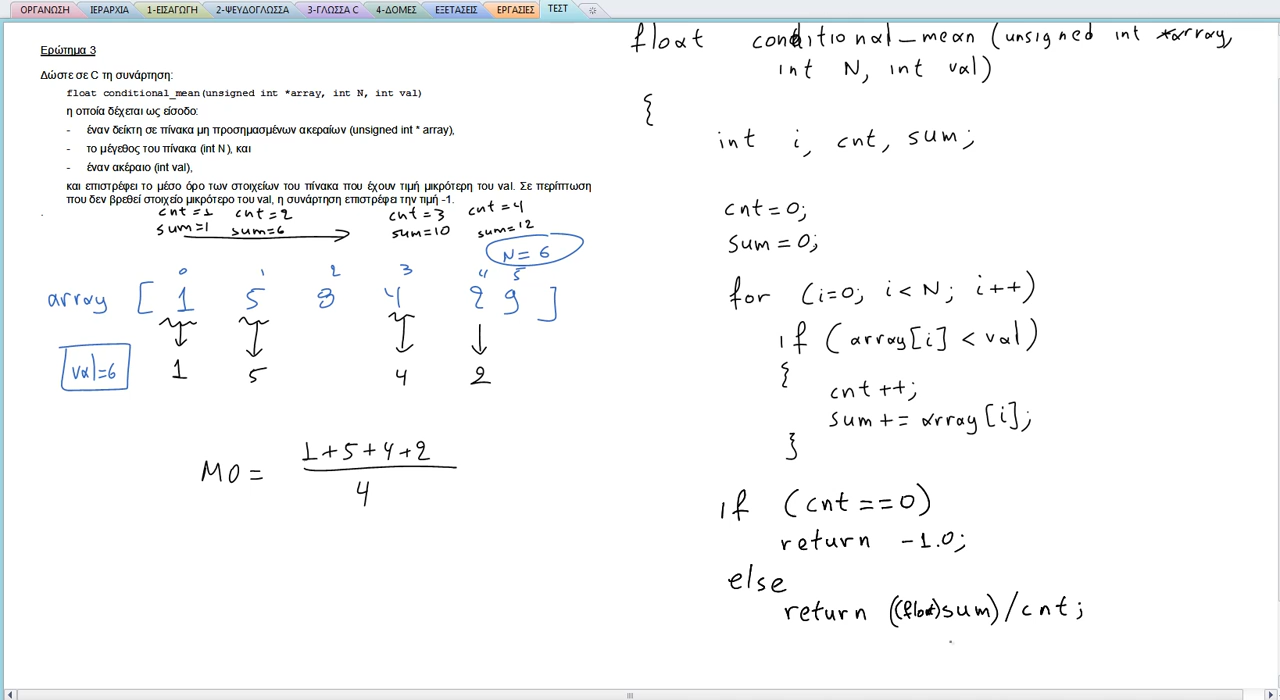 ΟΡΓΑΝΩΣΗ ΙΕΡΑΡΧΙΑ 1-ΕΙΣΑΓΩΓΗ 2-ΨΕΥΔΟΓΛΩΣΣΑ 3-ΓΛΩΣΣΑ C 4-ΔΟΜΕΣ ΕΞΕΤΑΣΕΙΣ ΕΡΓΑΣΙΕΣ ΤΕΣΤ
Ερώτημα 3
Δώστε σε C τη συνάρτηση:
float conditional_mean(unsigned int *array, int N, int val)
η οποία δέχεται ως είσοδο:
- έναν δείκτη σε πίνακα μη προσημασμένων ακεραίων (unsigned int * array),
- το μέγεθος του πίνακα (int N), και
- έναν ακέραιο (int val),
και επιστρέφει το μέσο όρο των στοιχείων του πίνακα που έχουν τιμή μικρότερη του val. Σε περίπτωση
που δεν βρεθεί στοιχείο μικρότερο του val, η συνάρτηση επιστρέφει την τιμή -1.
cnt=1 cnt=2 cnt=3 cnt=4
sum=1 sum=6 sum=10 sum=12
N=6
0 1 2 3 4 5
array [ 1 5 8 4 2 9 ]
val=6
1 5 4 2
ΜΟ = 1+5+4+2
4
float conditional_mean (unsigned int *array,
int N, int val)
{
int i, cnt, sum;
cnt=0;
sum=0;
for (i=0; i<N; i++)
if (array[i] < val)
{
cnt++;
sum+=array[i];
}
if (cnt==0)
return -1.0;
else
return ((float)sum)/cnt;